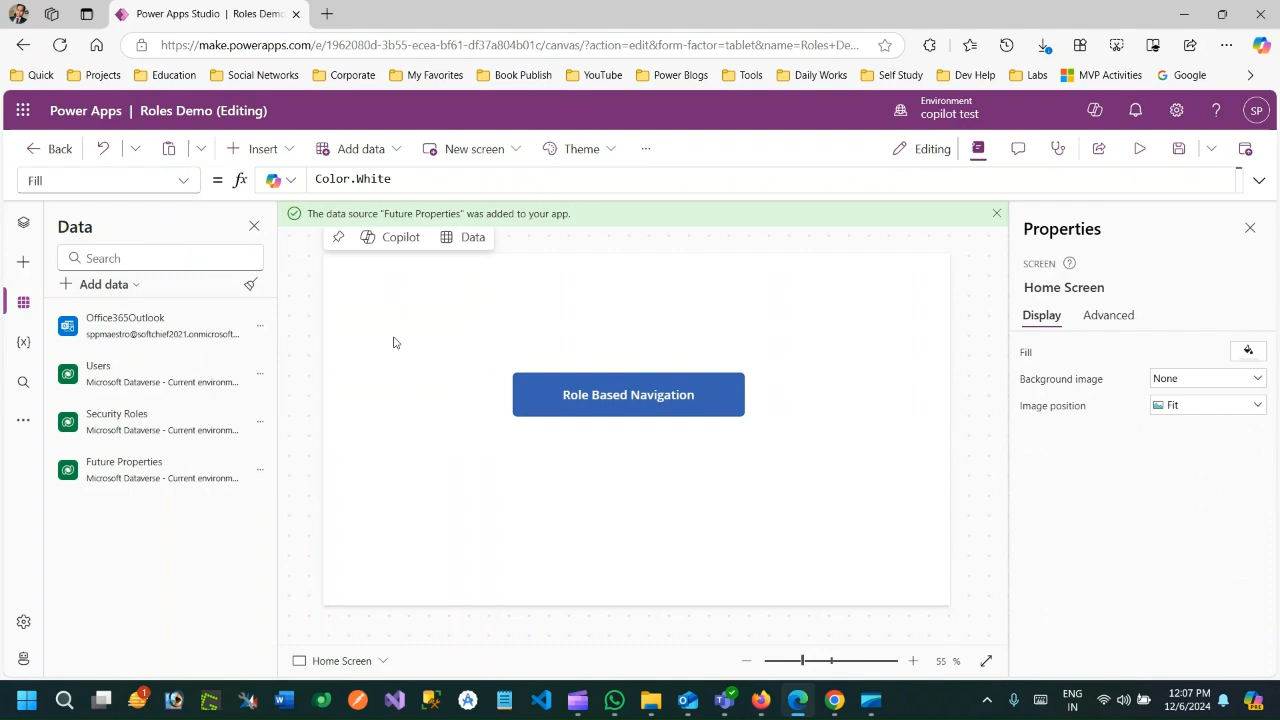 Power Apps Studio | Roles Demo
https://make.powerapps.com/e/1962080d-3b55-ecea-bf61-df37a804b01c/canvas/?action=edit&form-factor=tablet&name=Roles+De...
Quick Projects Education Social Networks Corporate My Favorites Book Publish YouTube Power Blogs Tools Daily Works Self Study Dev Help Labs MVP Activities Google
Power Apps | Roles Demo (Editing)
Environment
copilot test
SP
Back Insert Add data New screen Theme ... Editing
Fill = fx Color.White
Data
Search
Add data
Office365Outlook
sppmaestro@softchief2021.onmicrosoft...
Users
Microsoft Dataverse - Current environm...
Security Roles
Microsoft Dataverse - Current environm...
Future Properties
Microsoft Dataverse - Current environm...
The data source "Future Properties" was added to your app.
Copilot Data
Role Based Navigation
Home Screen
55 %
Properties
SCREEN
Home Screen
Display Advanced
Fill
Background image None
Image position Fit
1
ENG
IN
12:07 PM
12/6/2024